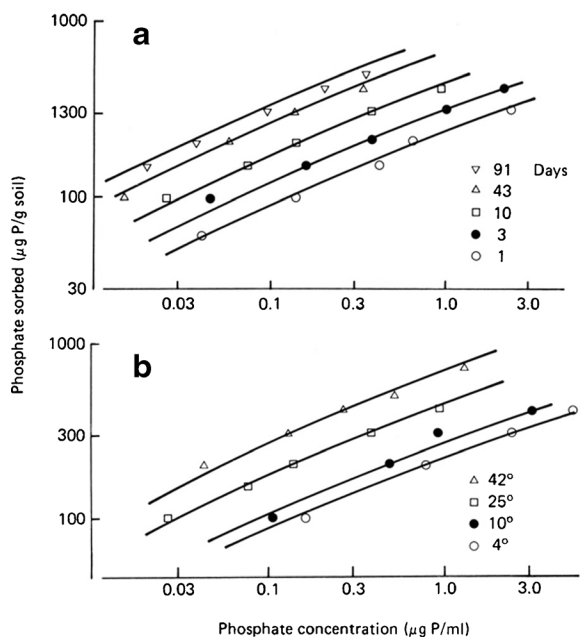 1000
a
1300
100
30
▽ 91 Days
△ 43
□ 10
● 3
○ 1
0.03 0.1 0.3 1.0 3.0
Phosphate sorbed (μg P/g soil)
1000
b
300
100
△ 42°
□ 25°
● 10°
○ 4°
0.03 0.1 0.3 1.0 3.0
Phosphate concentration (μg P/ml)